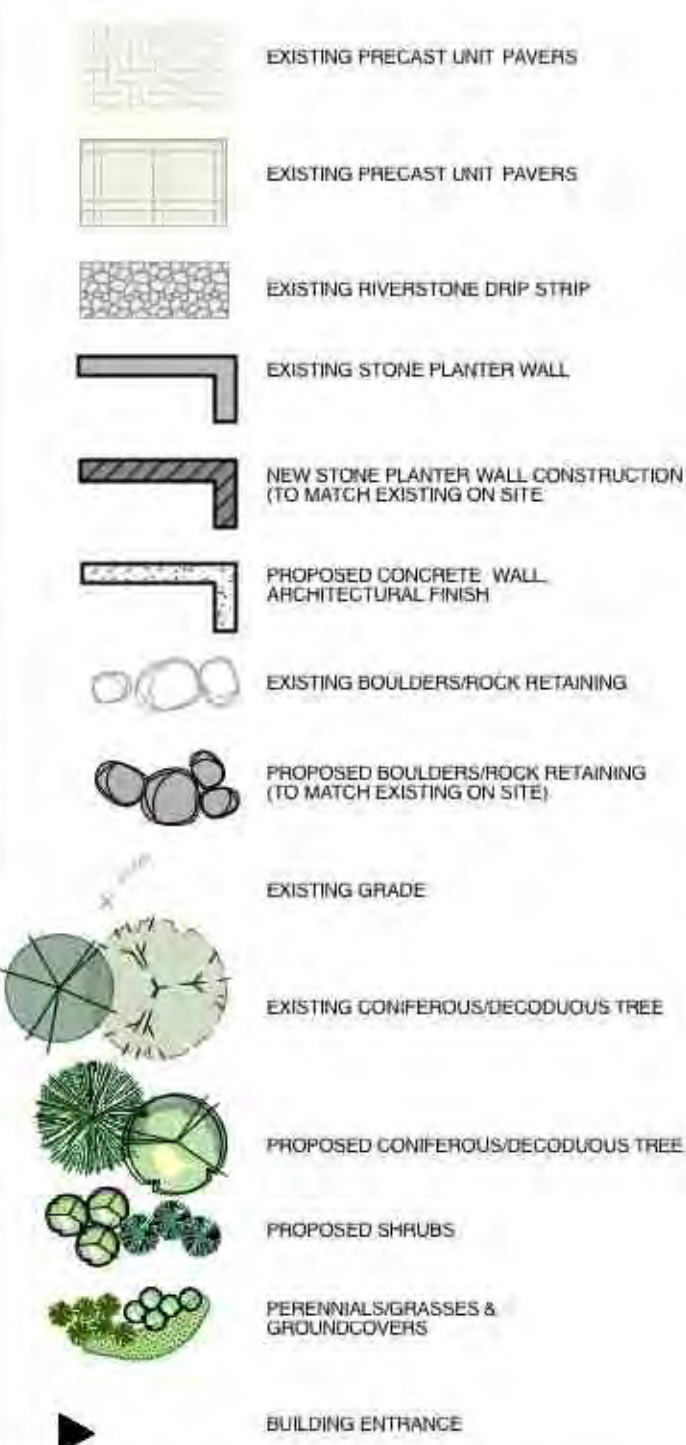 EXISTING PRECAST UNIT PAVERS
EXISTING PRECAST UNIT PAVERS
EXISTING RIVERSTONE DRIP STRIP
EXISTING STONE PLANTER WALL
NEW STONE PLANTER WALL CONSTRUCTION
(TO MATCH EXISTING ON SITE
PROPOSED CONCRETE WALL
ARCHITECTURAL FINISH
EXISTING BOULDERS/ROCK RETAINING
PROPOSED BOULDERS/ROCK RETAINING
(TO MATCH EXISTING ON SITE)
EXISTING GRADE
EXISTING CONIFEROUS/DECODUOUS TREE
PROPOSED CONIFEROUS/DECODUOUS TREE
PROPOSED SHRUBS
PERENNIALS/GRASSES &
GROUNDCOVERS
BUILDING ENTRANCE